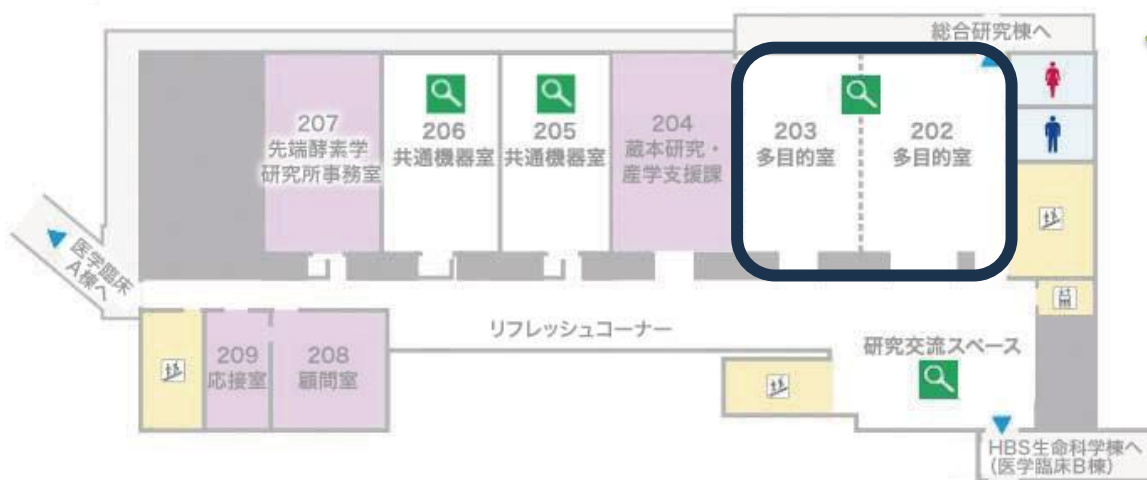 総合研究棟へ
207
先端酵素学
研究所事務室
206
共通機器室
205
共通機器室
204
蔵本研究・
産学支援課
203
多目的室
202
多目的室
医学臨床
A棟へ
リフレッシュコーナー
209
応接室
208
顧問室
研究交流スペース
HBS生命科学棟へ
(医学臨床B棟)